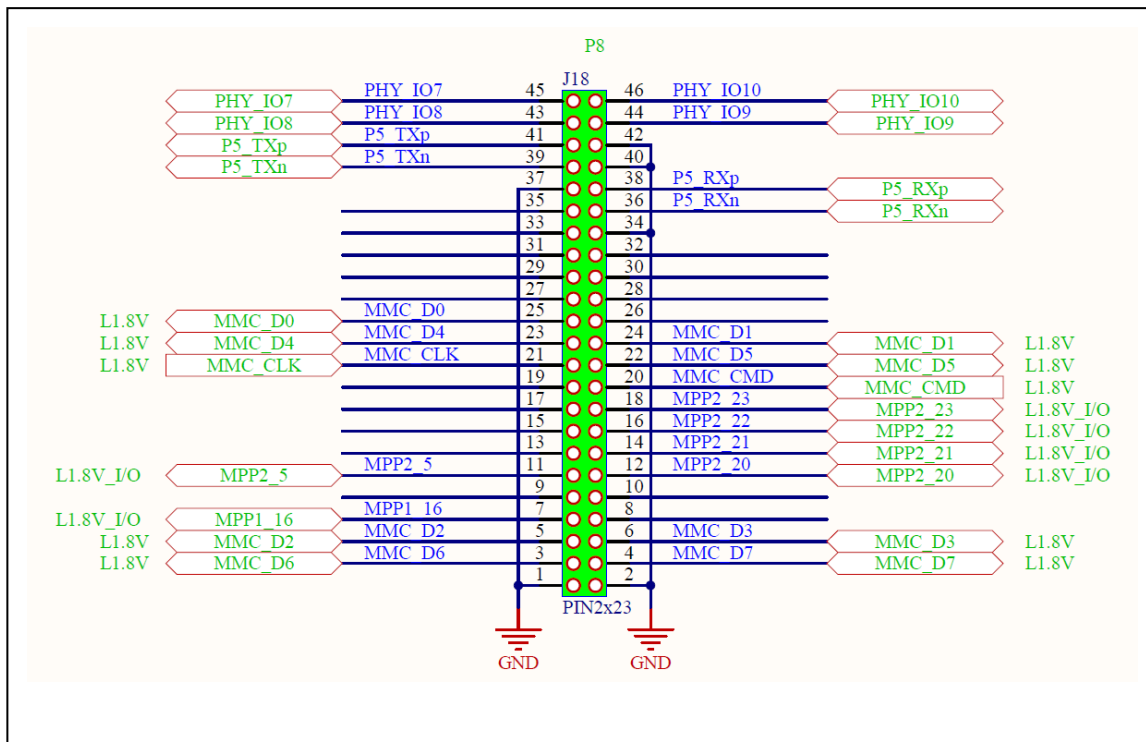 P8
J18
PHY_IO7 PHY_IO7 45 46 PHY_IO10 PHY_IO10
PHY_IO8 PHY_IO8 43 44 PHY_IO9 PHY_IO9
P5_TXp P5_TXp 41 42
P5_TXn P5_TXn 39 40
37 38 P5_RXp P5_RXp
35 36 P5_RXn P5_RXn
33 34
31 32
29 30
27 28
L1.8V MMC_D0 MMC_D0 25 26
L1.8V MMC_D4 MMC_D4 23 24 MMC_D1 MMC_D1 L1.8V
L1.8V MMC_CLK MMC_CLK 21 22 MMC_D5 MMC_D5 L1.8V
19 20 MMC_CMD MMC_CMD L1.8V
17 18 MPP2_23 MPP2_23 L1.8V_I/O
15 16 MPP2_22 MPP2_22 L1.8V_I/O
13 14 MPP2_21 MPP2_21 L1.8V_I/O
L1.8V_I/O MPP2_5 MPP2_5 11 12 MPP2_20 MPP2_20 L1.8V_I/O
9 10
L1.8V_I/O MPP1_16 MPP1_16 7 8
L1.8V MMC_D2 MMC_D2 5 6 MMC_D3 MMC_D3 L1.8V
L1.8V MMC_D6 MMC_D6 3 4 MMC_D7 MMC_D7 L1.8V
1 2
PIN2x23
GND GND